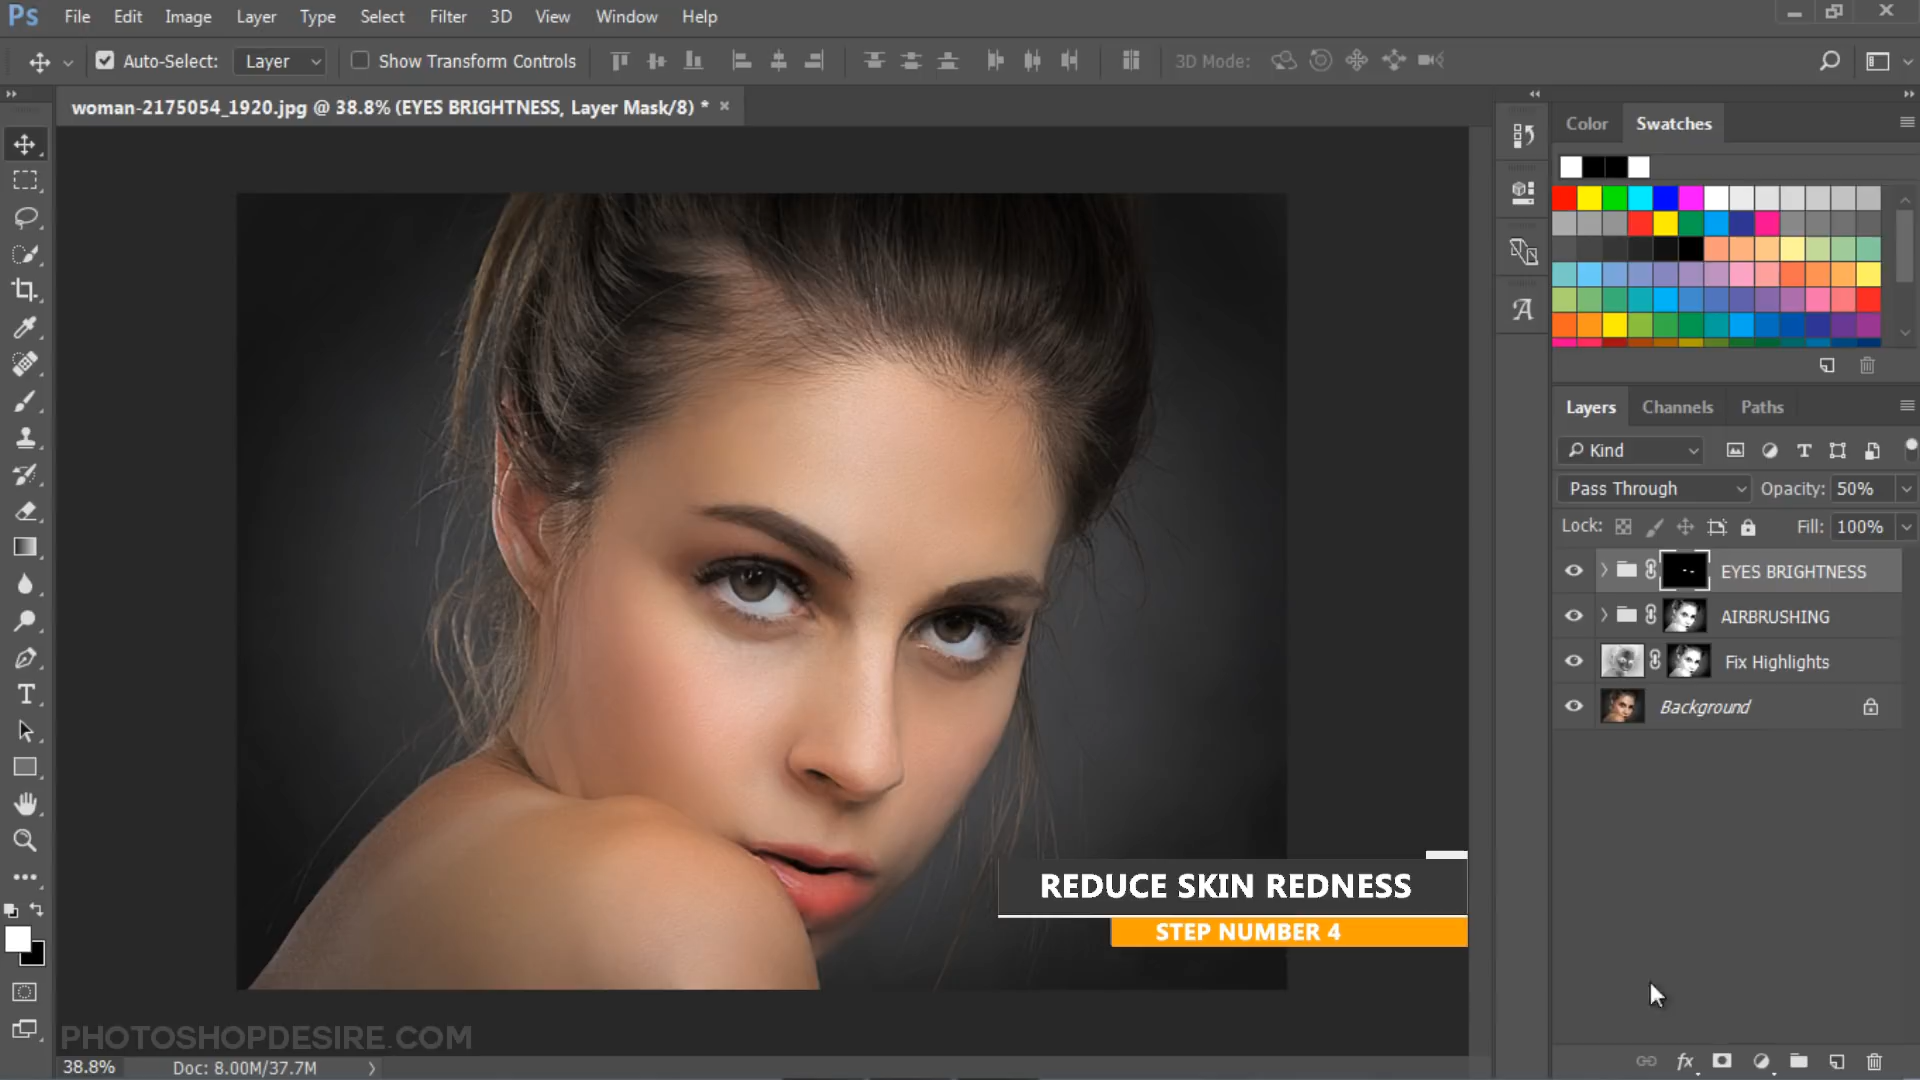 Ps File Edit Image Layer Type Select Filter 3D View Window Help
Auto-Select: Layer Show Transform Controls 3D Mode:
woman-2175054_1920.jpg @ 38.8% (EYES BRIGHTNESS, Layer Mask/8) * ×
Color Swatches
Layers Channels Paths
Kind
Pass Through Opacity: 50%
Lock: Fill: 100%
EYES BRIGHTNESS
AIRBRUSHING
Fix Highlights
Background
REDUCE SKIN REDNESS
STEP NUMBER 4
PHOTOSHOPDESIRE.COM
38.8% Doc: 8.00M/37.7M
fx